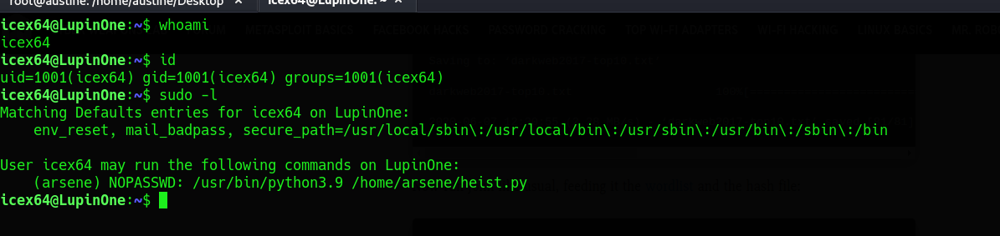 root@austine: /home/austine/Desktop × icex64@LupinOne: ~ ×
icex64@LupinOne:~$ whoami
icex64
icex64@LupinOne:~$ id
uid=1001(icex64) gid=1001(icex64) groups=1001(icex64)
icex64@LupinOne:~$ sudo -l
Matching Defaults entries for icex64 on LupinOne:
    env_reset, mail_badpass, secure_path=/usr/local/sbin\:/usr/local/bin\:/usr/sbin\:/usr/bin\:/sbin\:/bin
User icex64 may run the following commands on LupinOne:
    (arsene) NOPASSWD: /usr/bin/python3.9 /home/arsene/heist.py
icex64@LupinOne:~$